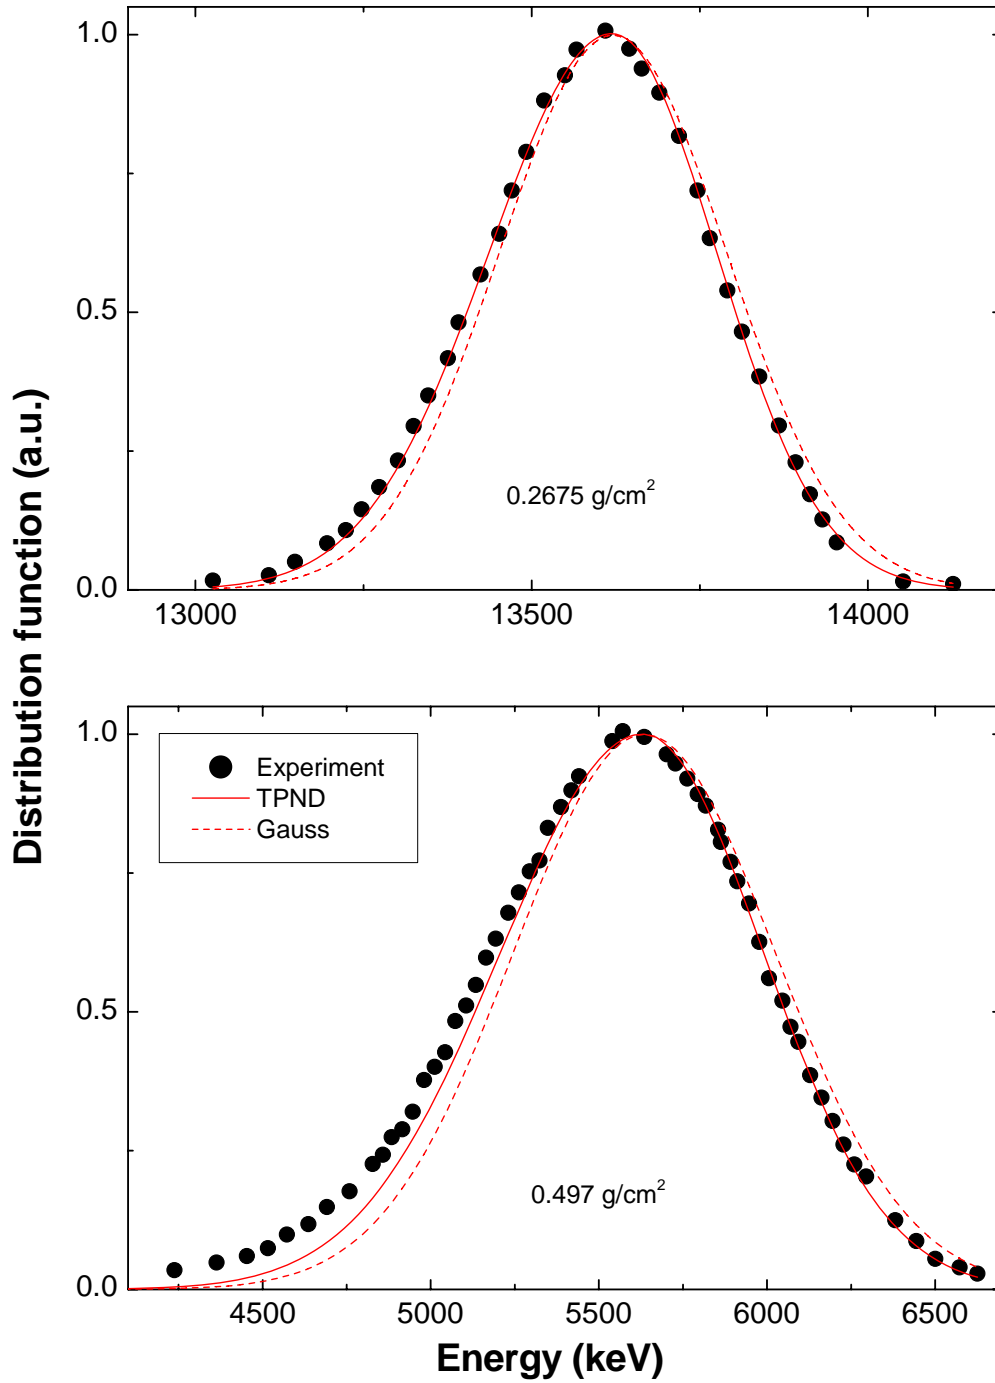 Distribution function (a.u.)
1.0
0.5
0.0
0.2675 g/cm²
13000 13500 14000
1.0
0.5
0.0
Experiment
TPND
Gauss
0.497 g/cm²
4500 5000 5500 6000 6500
Energy (keV)